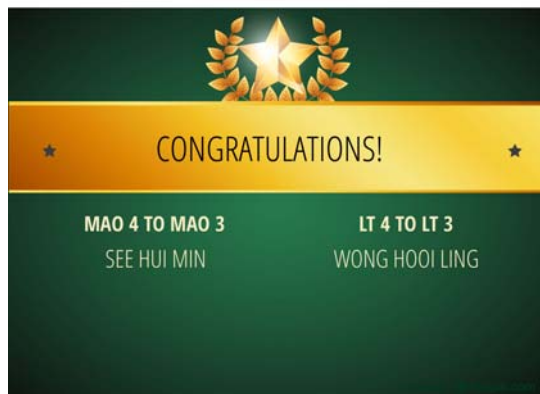 CONGRATULATIONS!
MAO 4 TO MAO 3
SEE HUI MIN
LT 4 TO LT 3
WONG HOOI LING